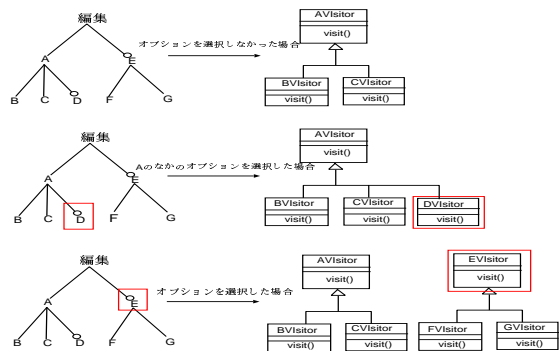 編集
A
E
B
C
D
F
G
オプションを選択しなかった場合
AVIsitor
visit()
BVIsitor
visit()
CVIsitor
visit()
編集
A
E
B
C
D
F
G
Aのなかのオプションを選択した場合
AVIsitor
visit()
BVIsitor
visit()
CVIsitor
visit()
DVIsitor
visit()
編集
A
E
B
C
D
F
G
オプションを選択した場合
AVIsitor
visit()
BVIsitor
visit()
CVIsitor
visit()
EVIsitor
visit()
FVIsitor
visit()
GVIsitor
visit()